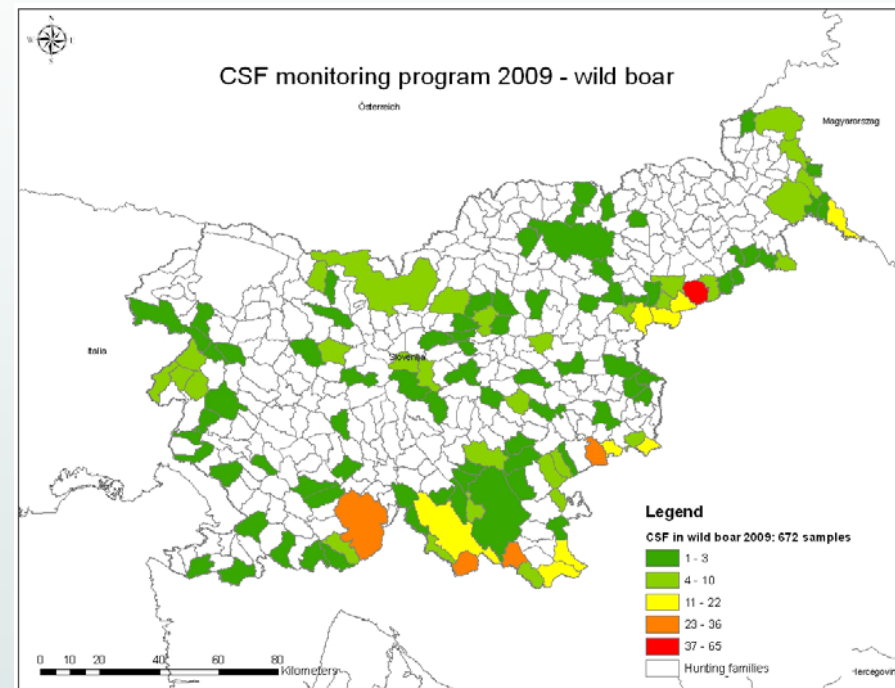 N
W E
S
CSF monitoring program 2009 - wild boar
Österreich
Magyarország
Italia
Slovenija
Legend
CSF in wild boar 2009: 672 samples
1 - 3
4 - 10
11 - 22
23 - 36
37 - 65
Hunting families
0 10 20 40 60 80
Kilometers
Hercegovin